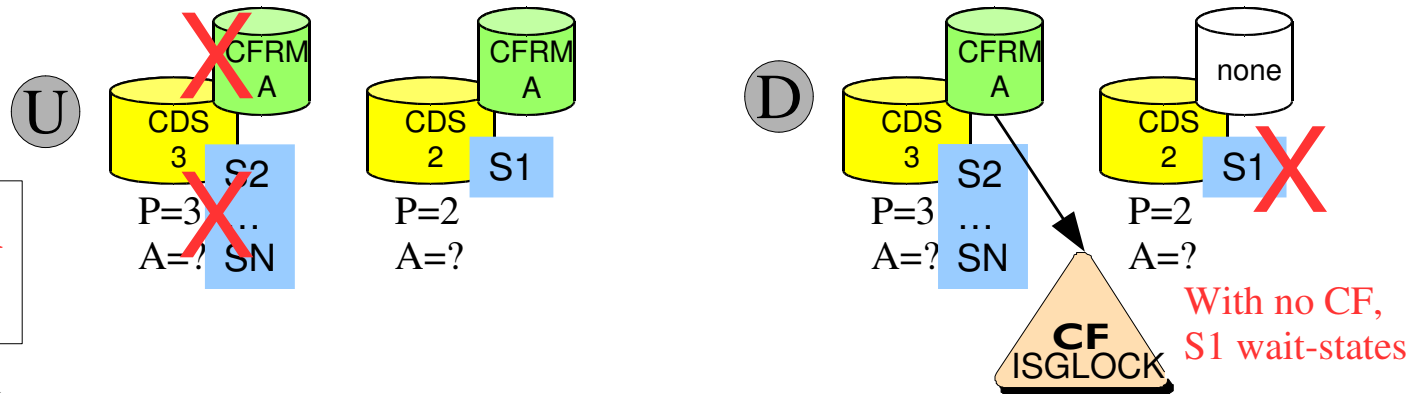 U
X
CFRM
A
CDS
3
X
S2
..
SN
P=3
A=?
CFRM
A
CDS
2
S1
P=2
A=?
D
CFRM
A
CDS
3
S2
...
SN
P=3
A=?
none
CDS
2
S1
X
P=2
A=?
CF
ISGLOCK
With no CF,
S1 wait-states